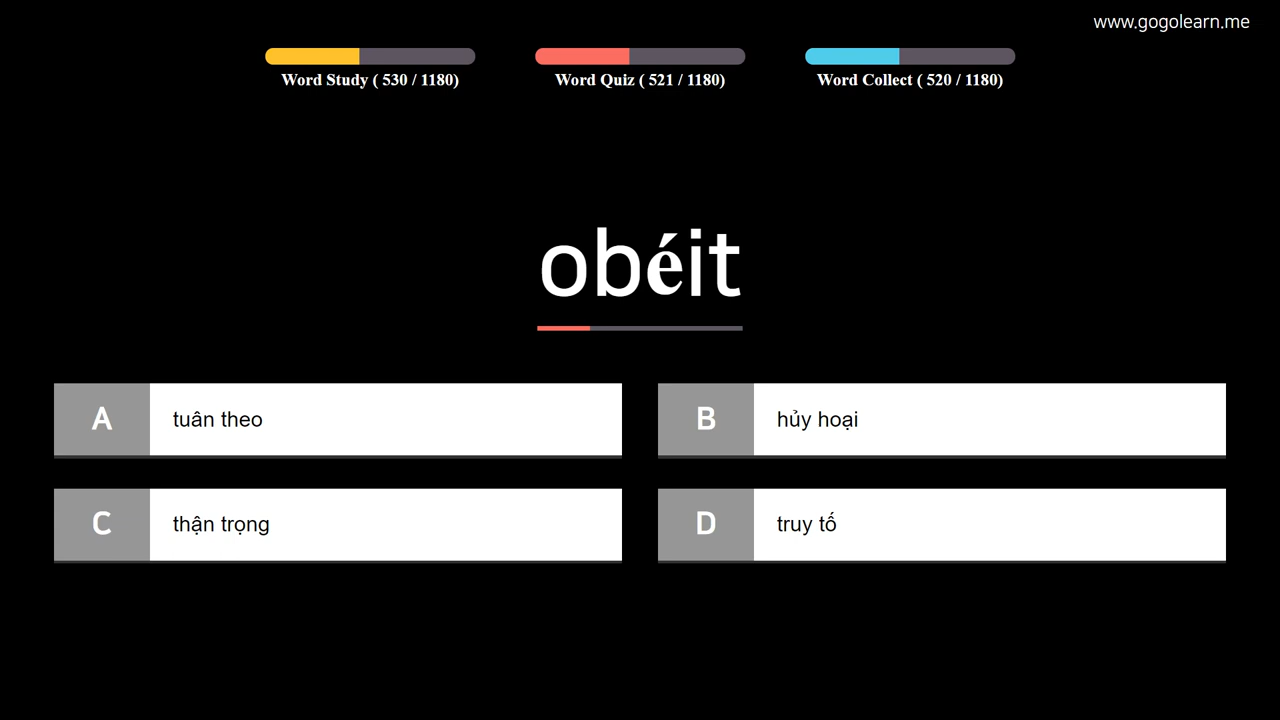 www.gogolearn.me
Word Study ( 530 / 1180)
Word Quiz ( 521 / 1180)
Word Collect ( 520 / 1180)
obéit
A tuân theo
B hủy hoại
C thận trọng
D truy tố